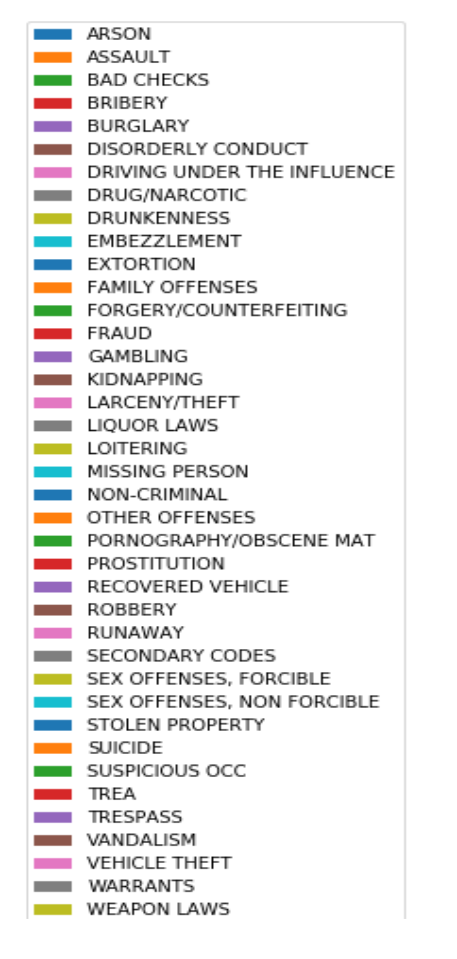 ARSON
ASSAULT
BAD CHECKS
BRIBERY
BURGLARY
DISORDERLY CONDUCT
DRIVING UNDER THE INFLUENCE
DRUG/NARCOTIC
DRUNKENNESS
EMBEZZLEMENT
EXTORTION
FAMILY OFFENSES
FORGERY/COUNTERFEITING
FRAUD
GAMBLING
KIDNAPPING
LARCENY/THEFT
LIQUOR LAWS
LOITERING
MISSING PERSON
NON-CRIMINAL
OTHER OFFENSES
PORNOGRAPHY/OBSCENE MAT
PROSTITUTION
RECOVERED VEHICLE
ROBBERY
RUNAWAY
SECONDARY CODES
SEX OFFENSES, FORCIBLE
SEX OFFENSES, NON FORCIBLE
STOLEN PROPERTY
SUICIDE
SUSPICIOUS OCC
TREA
TRESPASS
VANDALISM
VEHICLE THEFT
WARRANTS
WEAPON LAWS